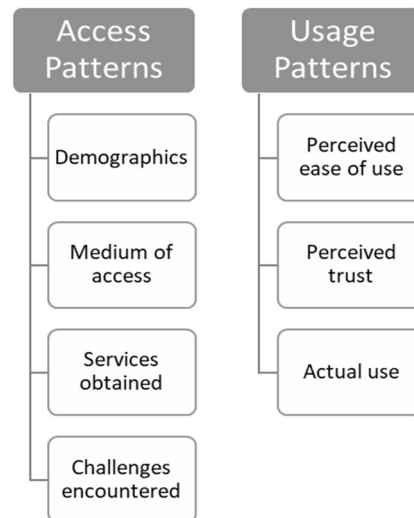 Access
Patterns
Demographics
Medium of
access
Services
obtained
Challenges
encountered
Usage
Patterns
Perceived
ease of use
Perceived
trust
Actual use